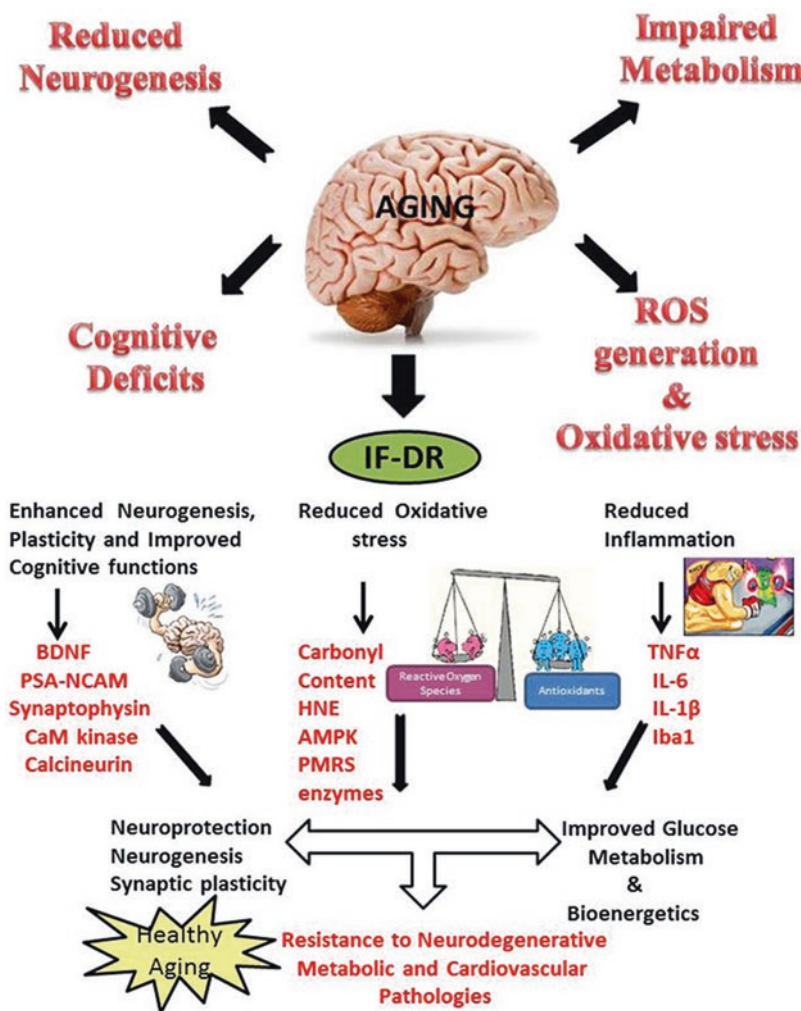 Reduced
Neurogenesis
Impaired
Metabolism
AGING
Cognitive
Deficits
ROS
generation
&
Oxidative stress
IF-DR
Enhanced Neurogenesis,
Plasticity and Improved
Cognitive functions
Reduced Oxidative
stress
Reduced
Inflammation
BDNF
PSA-NCAM
Synaptophysin
CaM kinase
Calcineurin
Carbonyl
Content
HNE
AMPK
PMRS
enzymes
Reactive Oxygen
Species
Antioxidants
TNFα
IL-6
IL-1β
Iba1
Neuroprotection
Neurogenesis
Synaptic plasticity
Improved Glucose
Metabolism
&
Bioenergetics
Healthy
Aging
Resistance to Neurodegenerative
Metabolic and Cardiovascular
Pathologies